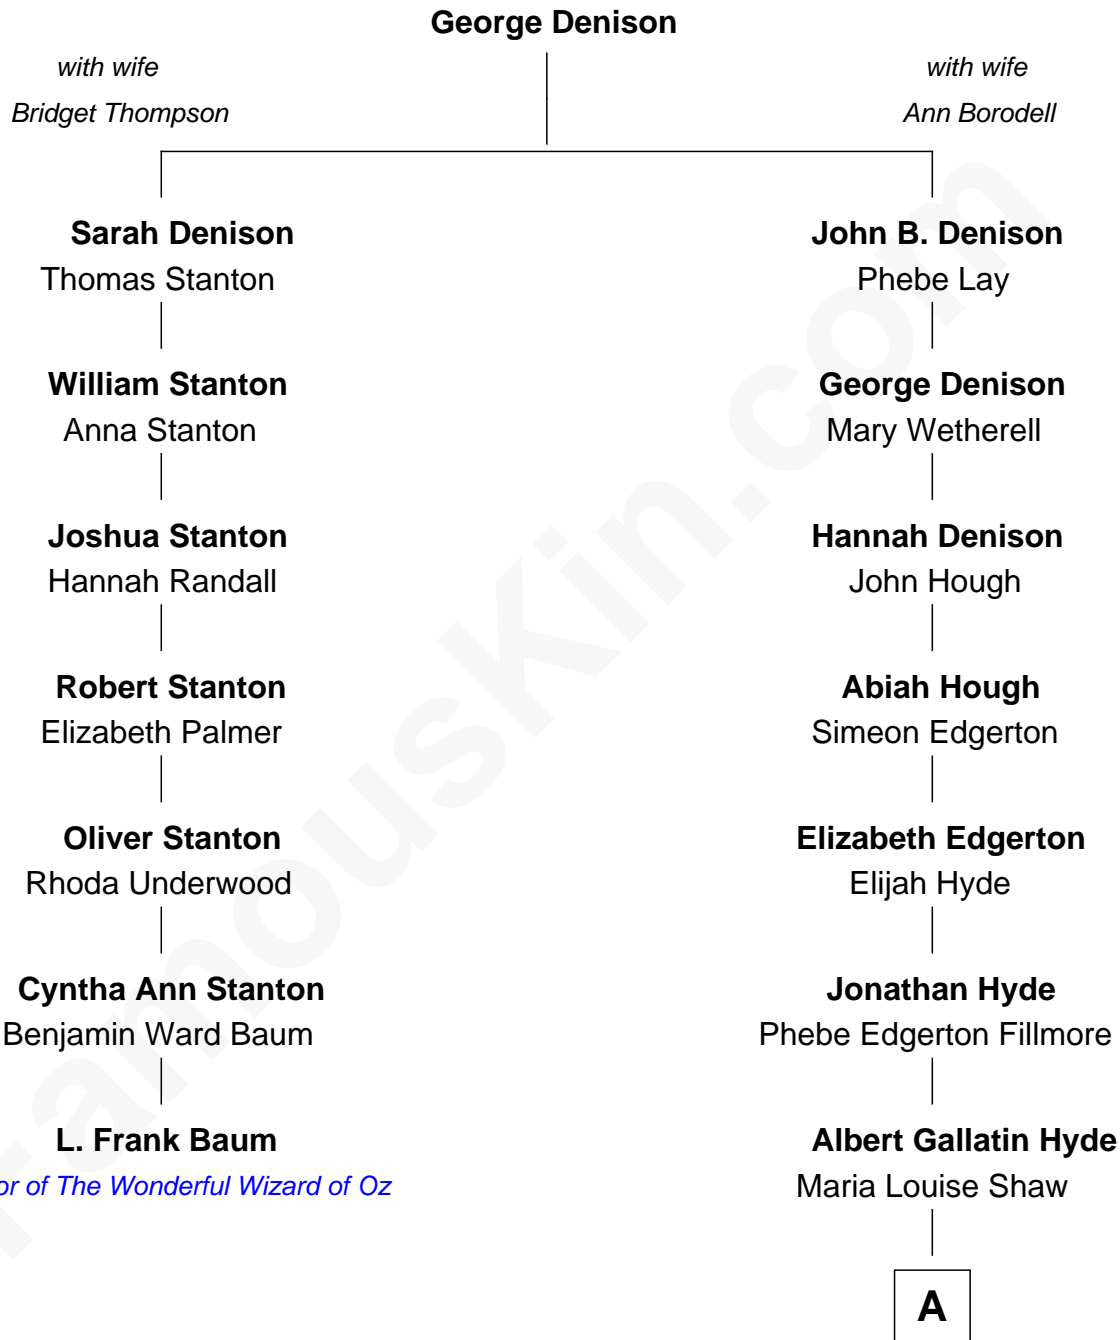 George Denison
with wife
Bridget Thompson
with wife
Ann Borodell
Sarah Denison
Thomas Stanton
John B. Denison
Phebe Lay
William Stanton
Anna Stanton
George Denison
Mary Wetherell
Joshua Stanton
Hannah Randall
Hannah Denison
John Hough
Robert Stanton
Elizabeth Palmer
Abiah Hough
Simeon Edgerton
Oliver Stanton
Rhoda Underwood
Elizabeth Edgerton
Elijah Hyde
Cyntha Ann Stanton
Benjamin Ward Baum
Jonathan Hyde
Phebe Edgerton Fillmore
L. Frank Baum
or of The Wonderful Wizard of Oz
Albert Gallatin Hyde
Maria Louise Shaw
A
FamousKin.com